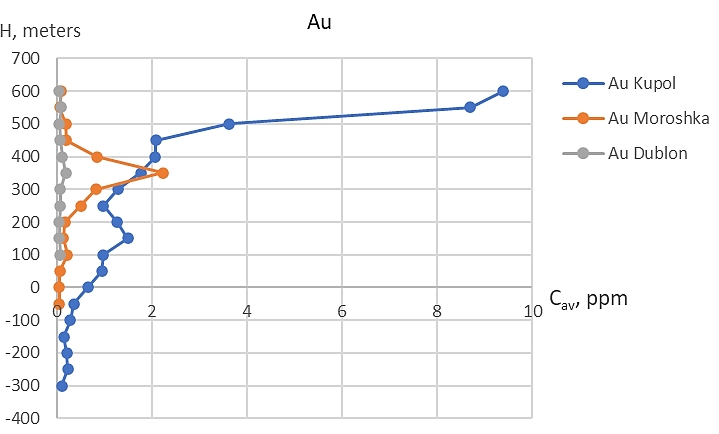 Au
H, meters
700
600
500
400
300
200
100
0
-100
-200
-300
-400
0 2 4 6 8 10
Cav, ppm
Au Kupol
Au Moroshka
Au Dublon